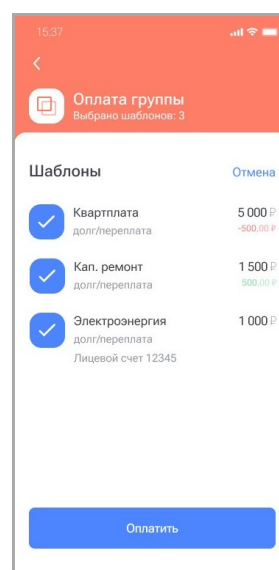 15:37
Оплата группы
Выбрано шаблонов: 3
Шаблоны Отмена
Квартплата 5 000 ₽
долг/переплата -500,00 ₽
Кап. ремонт 1 500 ₽
долг/переплата 500,00 ₽
Электроэнергия 1 000 ₽
долг/переплата
Лицевой счет 12345
Оплатить